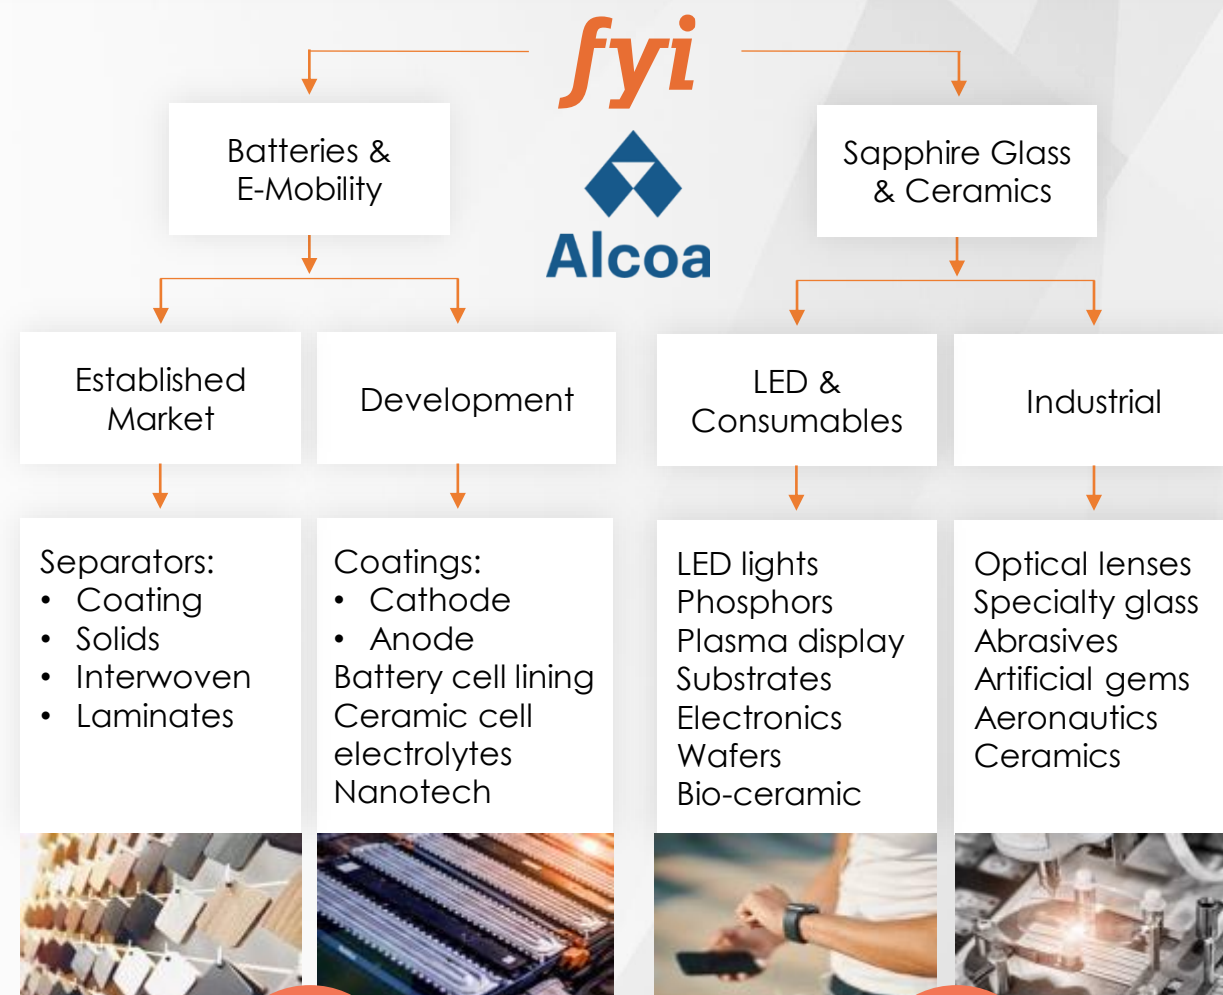 fyi
Alcoa
Batteries &
E-Mobility
Sapphire Glass
& Ceramics
Established
Market
Development
LED &
Consumables
Industrial
Separators:
• Coating
• Solids
• Interwoven
• Laminates
Coatings:
• Cathode
• Anode
Battery cell lining
Ceramic cell
electrolytes
Nanotech
LED lights
Phosphors
Plasma display
Substrates
Electronics
Wafers
Bio-ceramic
Optical lenses
Specialty glass
Abrasives
Artificial gems
Aeronautics
Ceramics